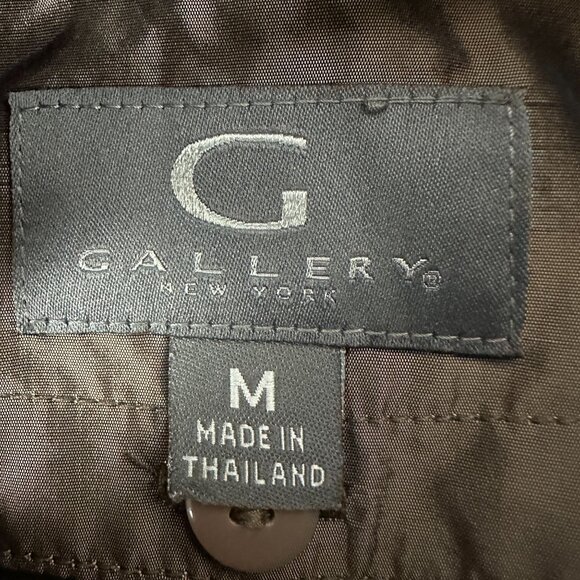 G
GALLERY®
NEW YORK
M
MADE IN
THAILAND